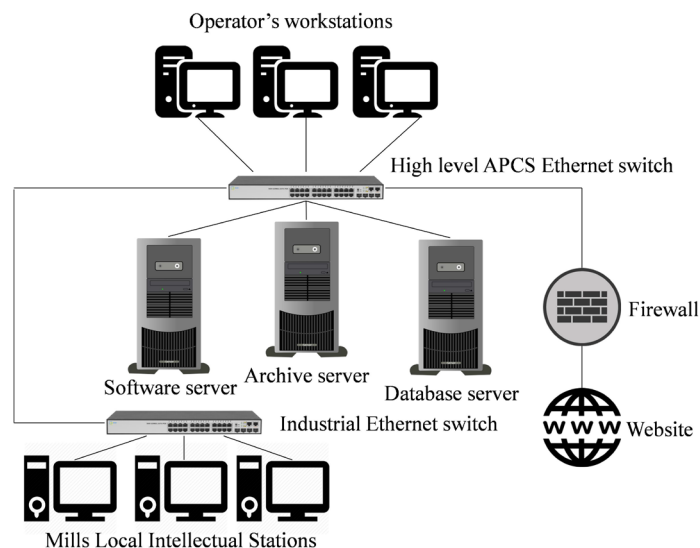 Operator's workstations
High level APCS Ethernet switch
Firewall
Software server
Archive server
Database server
Industrial Ethernet switch
WWW
Website
Mills Local Intellectual Stations